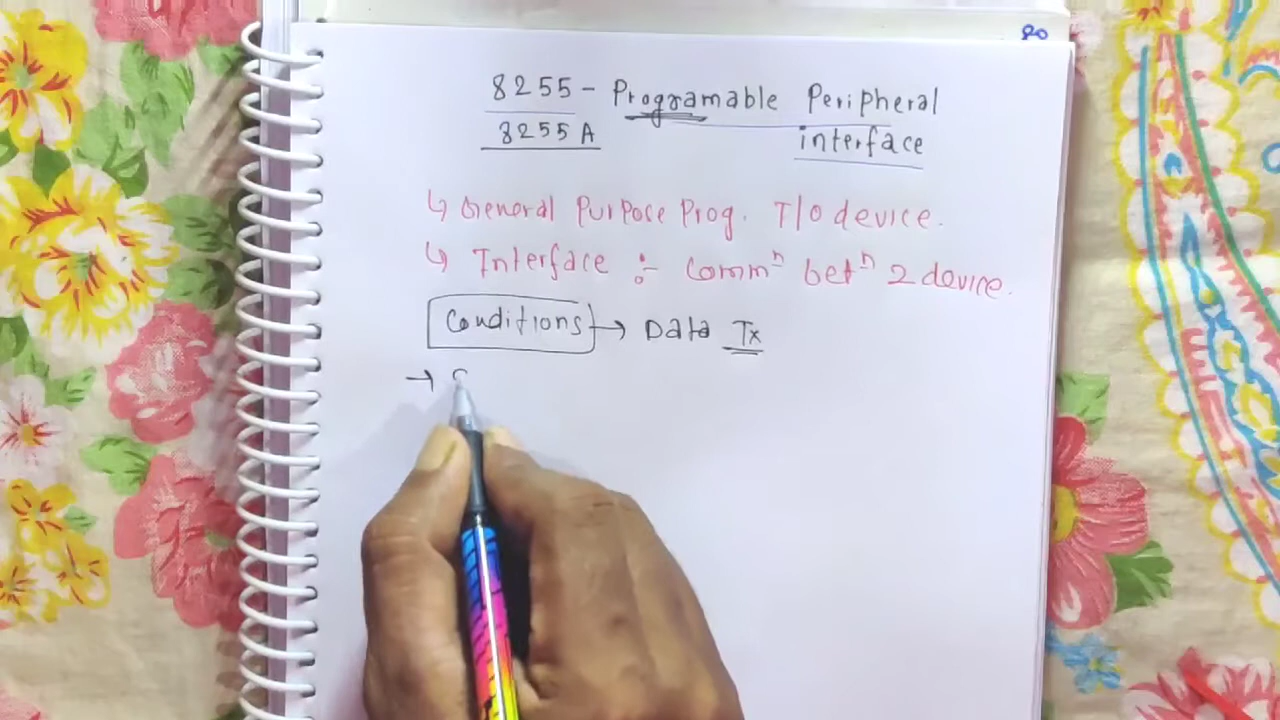 80
8255 - Programable Peripheral
8255 A interface
↳ General Purpose Prog. I/O device.
↳ Interface :- Commⁿ betⁿ 2 device.
Conditions → Data Tx
→